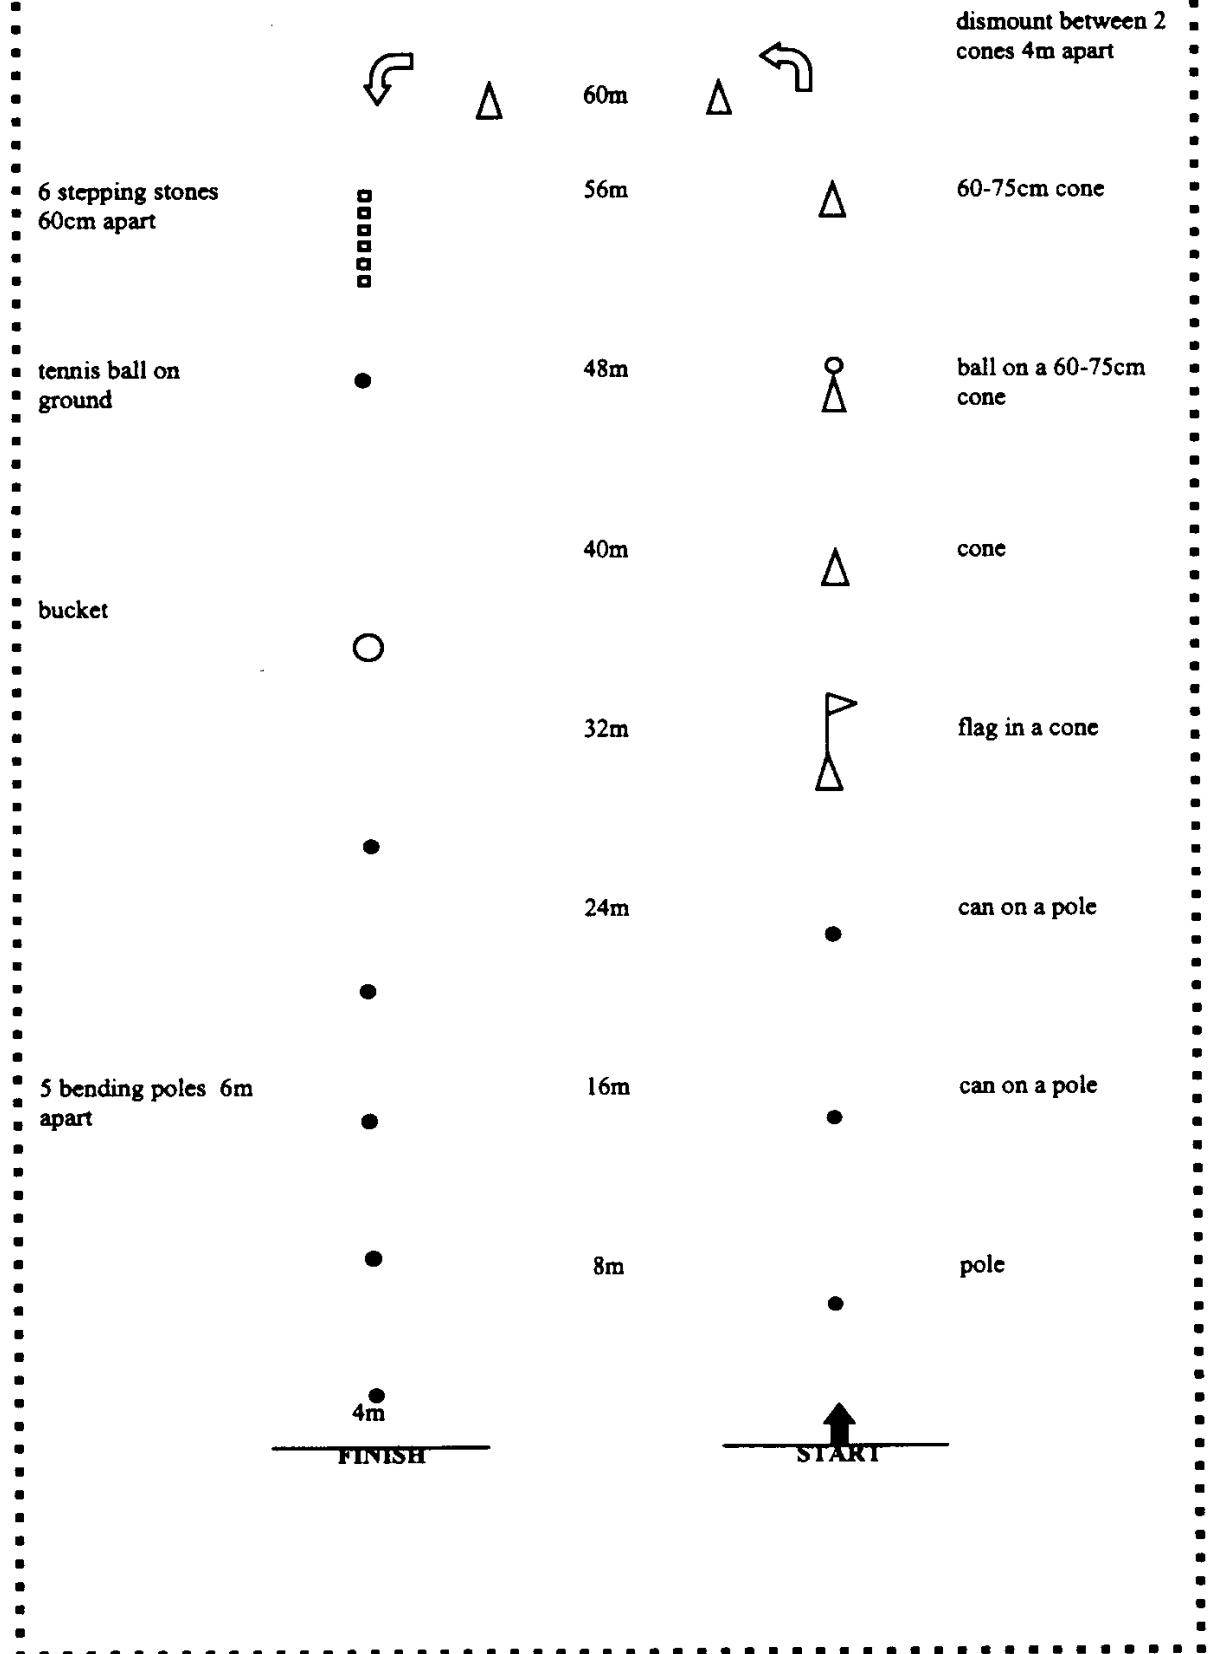 dismount between 2
cones 4m apart
60m
6 stepping stones
60cm apart
56m
60-75cm cone
tennis ball on
ground
48m
ball on a 60-75cm
cone
40m
cone
bucket
32m
flag in a cone
24m
can on a pole
5 bending poles 6m
apart
16m
can on a pole
8m
pole
4m
FINISH
START